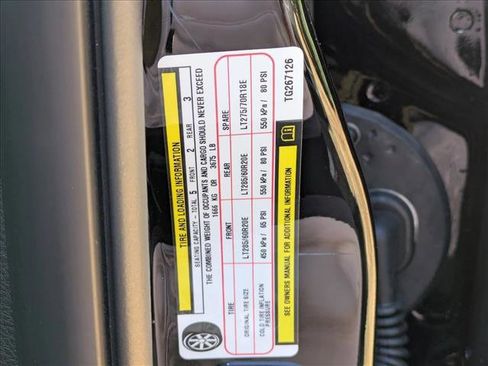 TIRE AND LOADING INFORMATION
SEATING CAPACITY - TOTAL 5 FRONT 2 REAR 3
THE COMBINED WEIGHT OF OCCUPANTS AND CARGO SHOULD NEVER EXCEED
1666 KG OR 3675 LB
TIRE FRONT REAR SPARE
ORIGINAL TIRE SIZE LT285/60R20E LT285/60R20E LT275/70R18E
COLD TIRE INFLATION
PRESSURE 450 kPa / 65 PSI 550 kPa / 80 PSI 550 kPa / 80 PSI
SEE OWNERS MANUAL FOR ADDITIONAL INFORMATION
TG267126